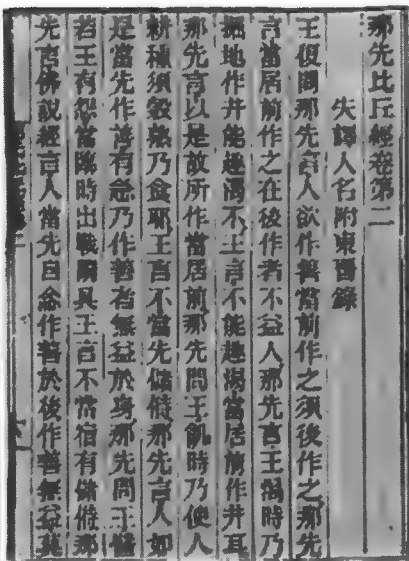 那先比丘經卷第二
失譯人名附東晉錄
王復問那先言人欲作善當前作之須後作之那先
言當居前作之在後作者不益人那先言王渴時乃
掘地作井能趣渴不王言不能趣渴當居前作井耳
那先言以是故所作當居前那先問王飢時乃使人
耕種須穀熟乃食耶王言不當先儲偫那先言人如
是當先作善有急乃作善者無益於身那先問王譬
若王有怨當臨時出戰鬬具王言不當宿有儲偫那
先言佛說經言人當先自念作善於後作善無益莫